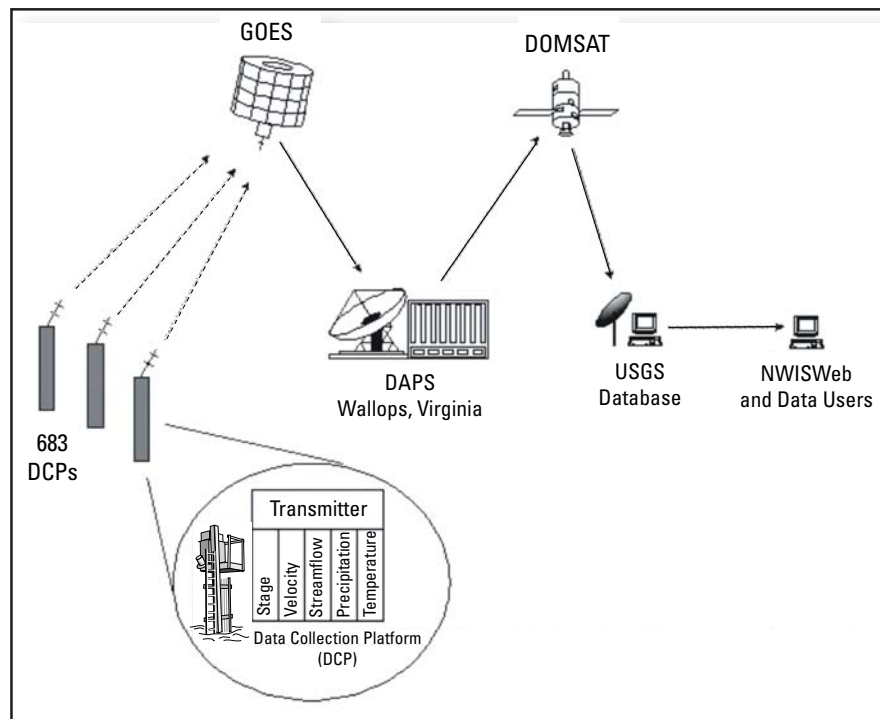 GOES
DOMSAT
DAPS
Wallops, Virginia
USGS
Database
NWISWeb
and Data Users
683
DCPs
Transmitter
Stage
Velocity
Streamflow
Precipitation
Temperature
Data Collection Platform
(DCP)